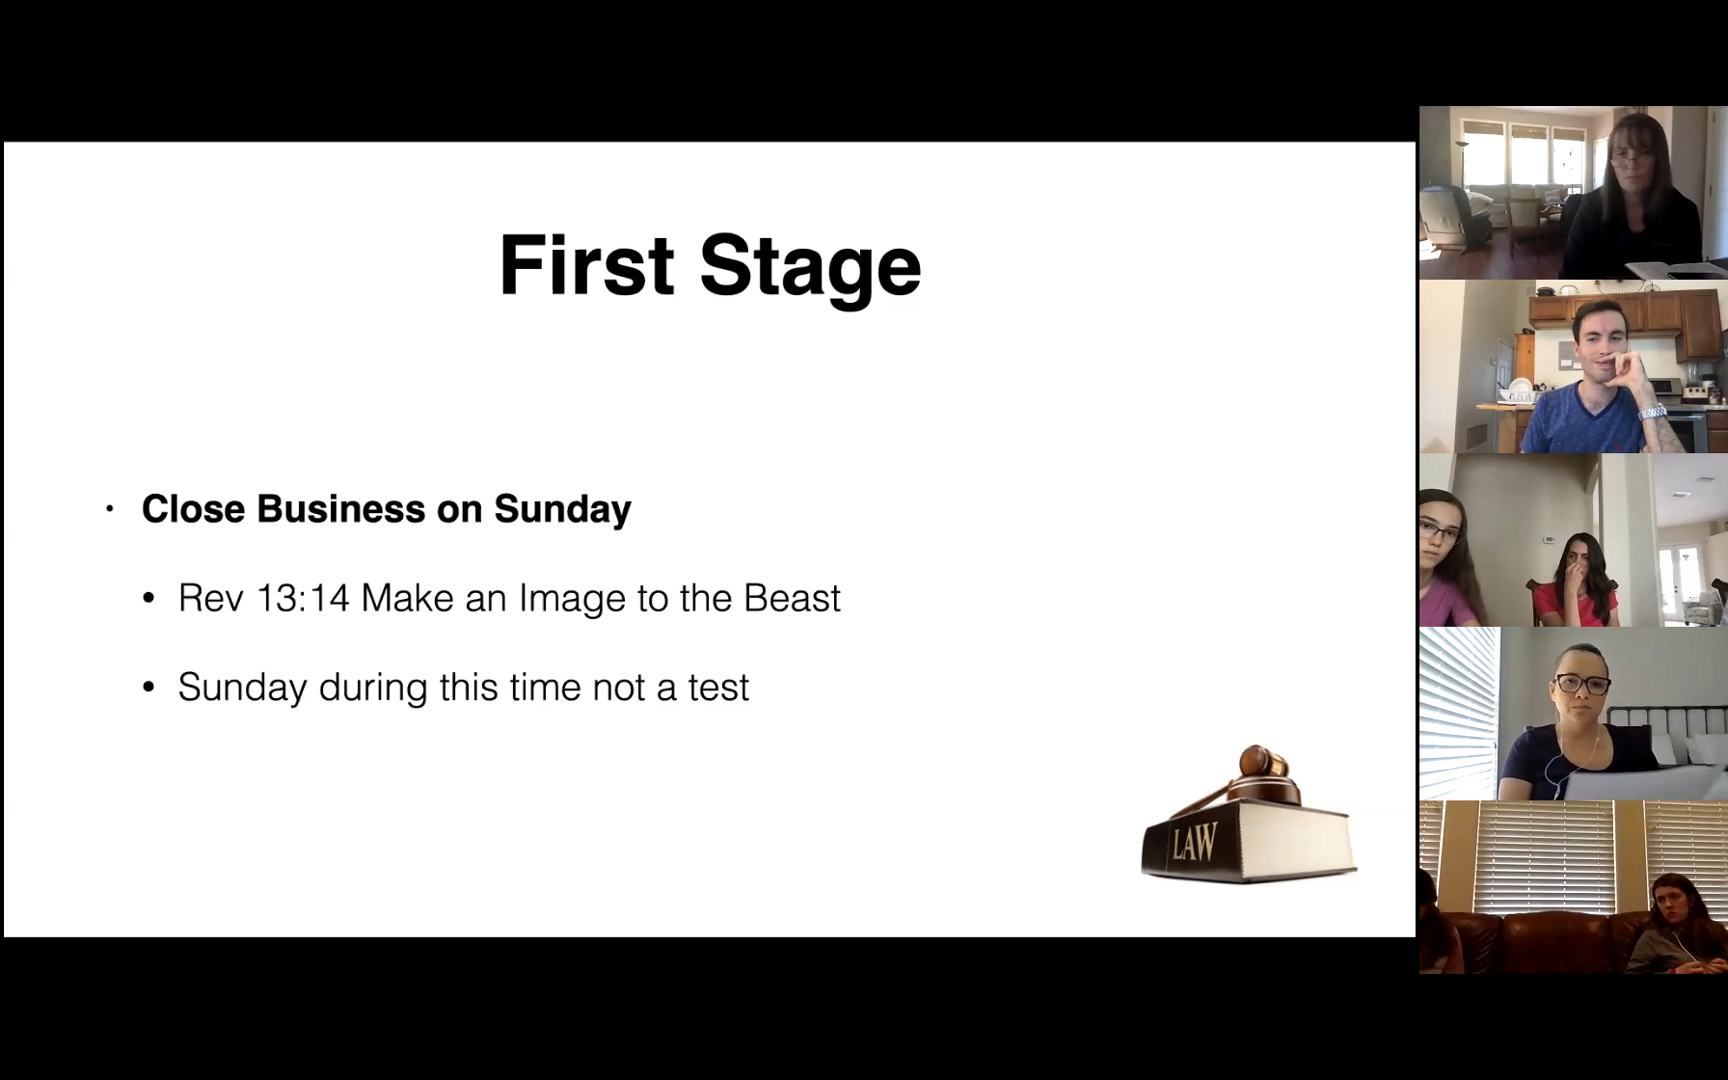 First Stage
• Close Business on Sunday
• Rev 13:14 Make an Image to the Beast
• Sunday during this time not a test
LAW